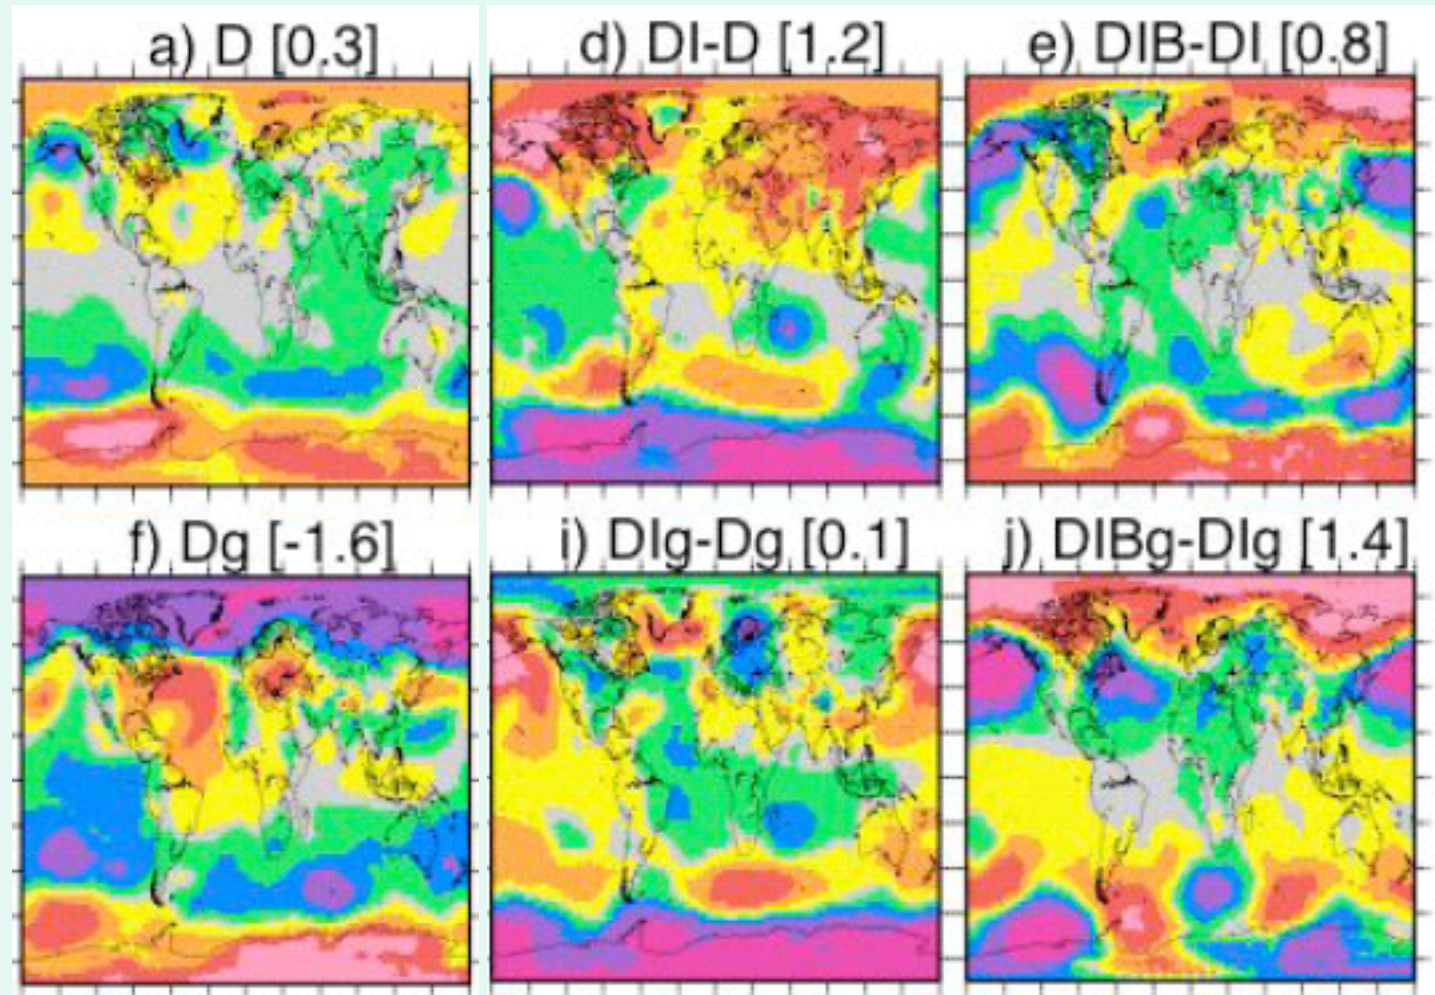 a) D [0.3]
d) DI-D [1.2]
e) DIB-DI [0.8]
f) Dg [-1.6]
i) DIg-Dg [0.1]
j) DIBg-DIg [1.4]